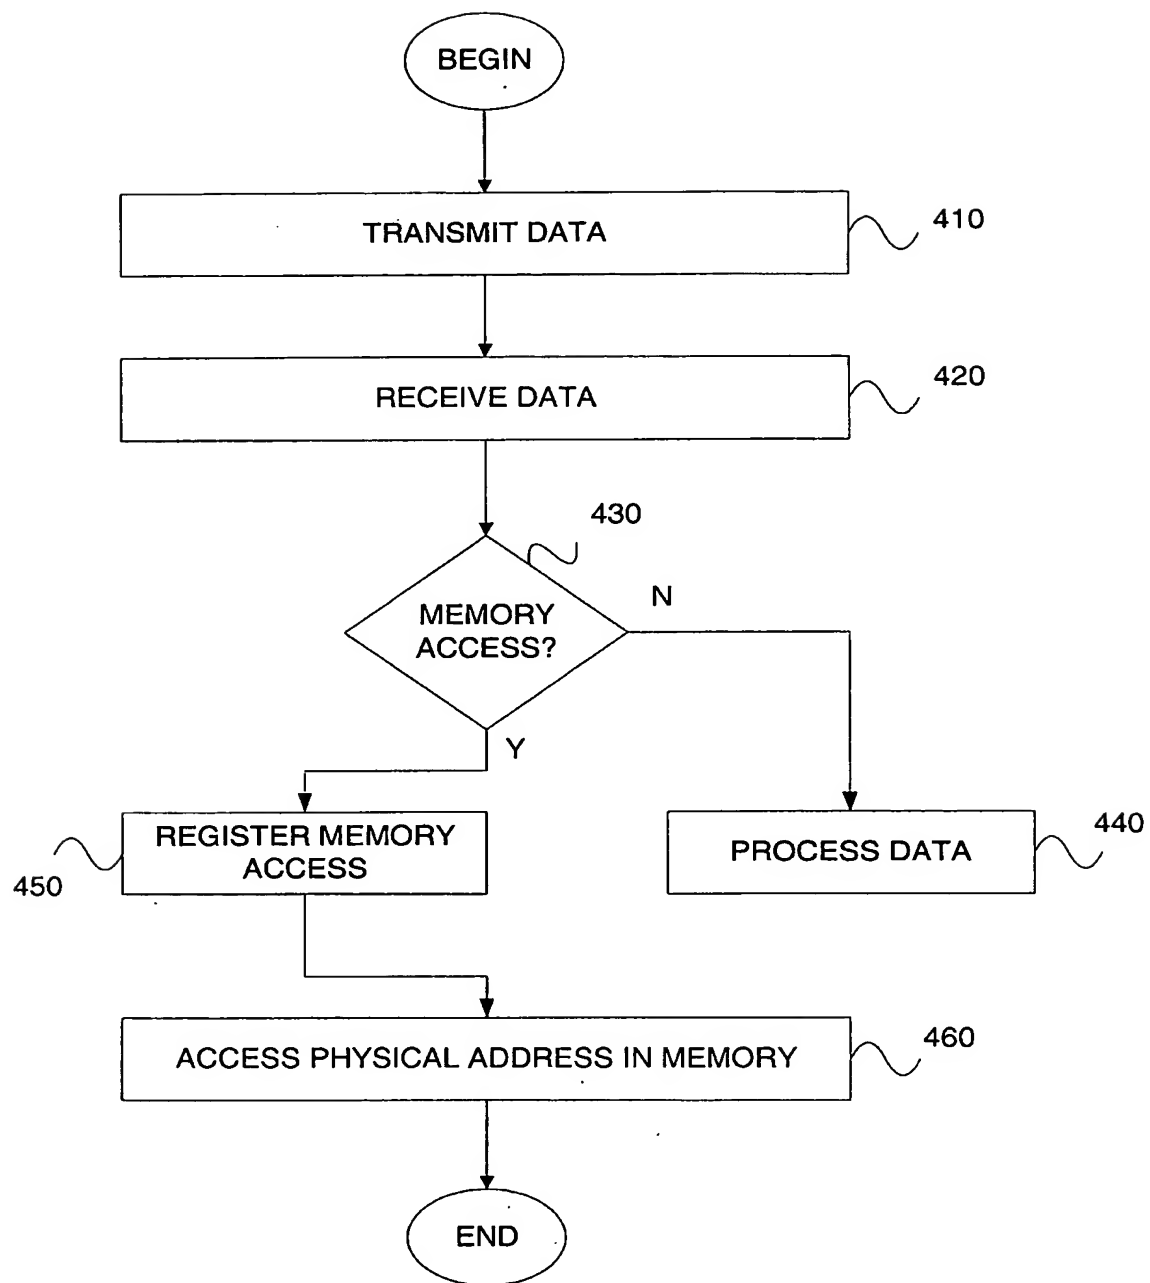 BEGIN
TRANSMIT DATA
410
RECEIVE DATA
420
430
MEMORY
ACCESS?
N
Y
REGISTER MEMORY
ACCESS
450
PROCESS DATA
440
ACCESS PHYSICAL ADDRESS IN MEMORY
460
END